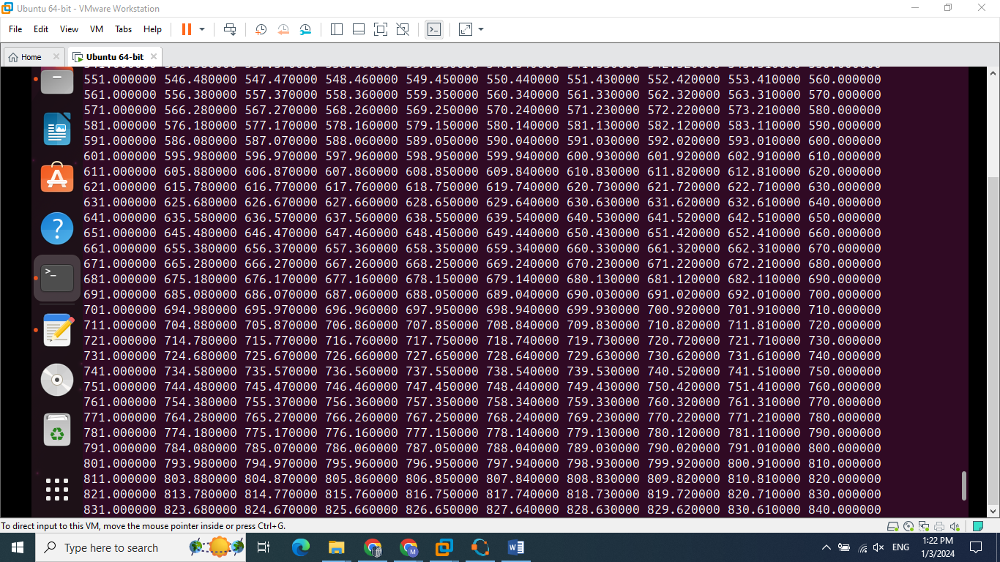 Ubuntu 64-bit - VMware Workstation
File Edit View VM Tabs Help
Home Ubuntu 64-bit
551.000000 546.480000 547.470000 548.460000 549.450000 550.440000 551.430000 552.420000 553.410000 560.000000
561.000000 556.380000 557.370000 558.360000 559.350000 560.340000 561.330000 562.320000 563.310000 570.000000
571.000000 566.280000 567.270000 568.260000 569.250000 570.240000 571.230000 572.220000 573.210000 580.000000
581.000000 576.180000 577.170000 578.160000 579.150000 580.140000 581.130000 582.120000 583.110000 590.000000
591.000000 586.080000 587.070000 588.060000 589.050000 590.040000 591.030000 592.020000 593.010000 600.000000
601.000000 595.980000 596.970000 597.960000 598.950000 599.940000 600.930000 601.920000 602.910000 610.000000
611.000000 605.880000 606.870000 607.860000 608.850000 609.840000 610.830000 611.820000 612.810000 620.000000
621.000000 615.780000 616.770000 617.760000 618.750000 619.740000 620.730000 621.720000 622.710000 630.000000
631.000000 625.680000 626.670000 627.660000 628.650000 629.640000 630.630000 631.620000 632.610000 640.000000
641.000000 635.580000 636.570000 637.560000 638.550000 639.540000 640.530000 641.520000 642.510000 650.000000
651.000000 645.480000 646.470000 647.460000 648.450000 649.440000 650.430000 651.420000 652.410000 660.000000
661.000000 655.380000 656.370000 657.360000 658.350000 659.340000 660.330000 661.320000 662.310000 670.000000
671.000000 665.280000 666.270000 667.260000 668.250000 669.240000 670.230000 671.220000 672.210000 680.000000
681.000000 675.180000 676.170000 677.160000 678.150000 679.140000 680.130000 681.120000 682.110000 690.000000
691.000000 685.080000 686.070000 687.060000 688.050000 689.040000 690.030000 691.020000 692.010000 700.000000
701.000000 694.980000 695.970000 696.960000 697.950000 698.940000 699.930000 700.920000 701.910000 710.000000
711.000000 704.880000 705.870000 706.860000 707.850000 708.840000 709.830000 710.820000 711.810000 720.000000
721.000000 714.780000 715.770000 716.760000 717.750000 718.740000 719.730000 720.720000 721.710000 730.000000
731.000000 724.680000 725.670000 726.660000 727.650000 728.640000 729.630000 730.620000 731.610000 740.000000
741.000000 734.580000 735.570000 736.560000 737.550000 738.540000 739.530000 740.520000 741.510000 750.000000
751.000000 744.480000 745.470000 746.460000 747.450000 748.440000 749.430000 750.420000 751.410000 760.000000
761.000000 754.380000 755.370000 756.360000 757.350000 758.340000 759.330000 760.320000 761.310000 770.000000
771.000000 764.280000 765.270000 766.260000 767.250000 768.240000 769.230000 770.220000 771.210000 780.000000
781.000000 774.180000 775.170000 776.160000 777.150000 778.140000 779.130000 780.120000 781.110000 790.000000
791.000000 784.080000 785.070000 786.060000 787.050000 788.040000 789.030000 790.020000 791.010000 800.000000
801.000000 793.980000 794.970000 795.960000 796.950000 797.940000 798.930000 799.920000 800.910000 810.000000
811.000000 803.880000 804.870000 805.860000 806.850000 807.840000 808.830000 809.820000 810.810000 820.000000
821.000000 813.780000 814.770000 815.760000 816.750000 817.740000 818.730000 819.720000 820.710000 830.000000
831.000000 823.680000 824.670000 825.660000 826.650000 827.640000 828.630000 829.620000 830.610000 840.000000
To direct input to this VM, move the mouse pointer inside or press Ctrl+G.
Type here to search
ENG
1:22 PM
1/3/2024